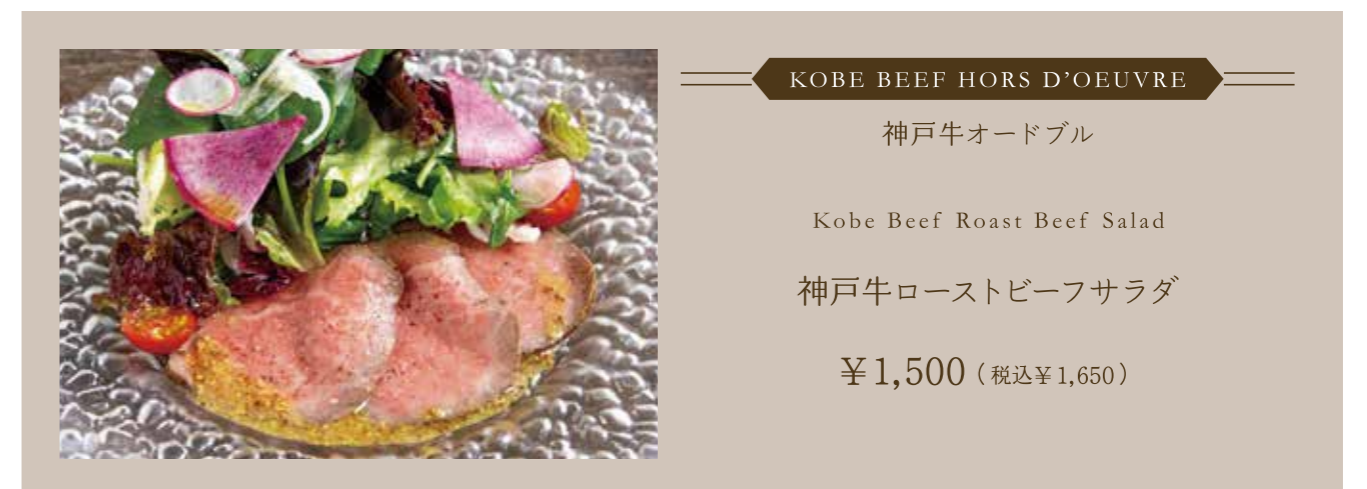 KOBE BEEF HORS D’OEUVRE
神戸牛オードブル
Kobe Beef Roast Beef Salad
神戸牛ローストビーフサラダ
￥1,500（税込￥1,650）